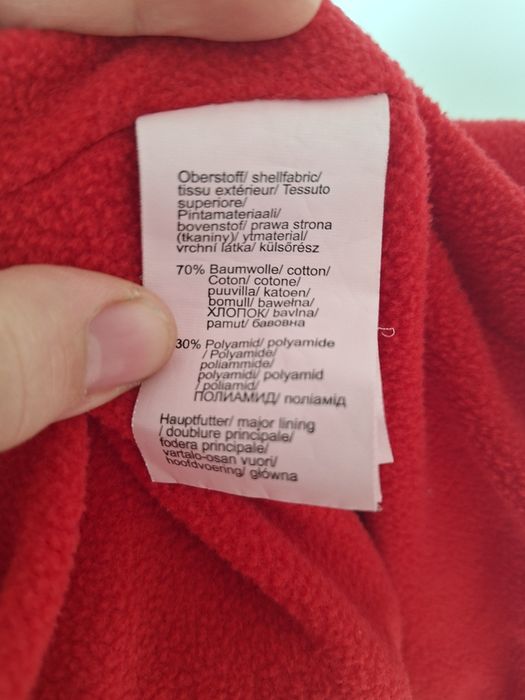 Oberstoff/ shellfabric/
tissu extérieur/ Tessuto
superiore/
Pintamateriaali/
bovenstof/ prawa strona
(tkaniny)/ ytmaterial/
vrchní látka/ külsőrész
70% Baumwolle/ cotton/
Coton/ cotone/
puuvilla/ katoen/
bomull/ bawełna/
ХЛОПОК/ bavlna/
pamut/ бавовна
30% Polyamid/ polyamide
/ Polyamide/
poliammide/
polyamidi/ polyamid
/ poliamid/
ПОЛИАМИД/ поліамід
Hauptfutter/ major lining
/ doublure principale/
fodera principale/
vartalo-osan vuori/
hoofdvoering/ główna